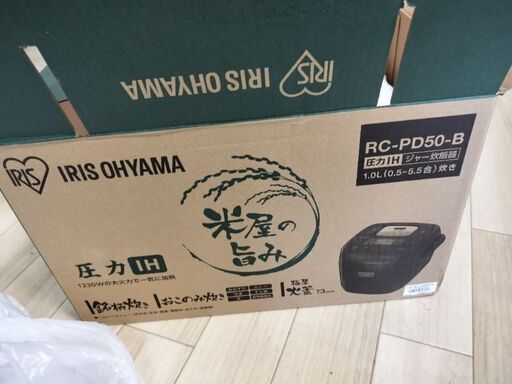 IRIS OHYAMA
IRIS
IRIS
IRIS OHYAMA
RC-PD50-B
圧力IH ジャー炊飯器
1.0L(0.5~5.5合)炊き
米屋の
旨み
圧力IH
1230Wの大火力で一気に加熱
銘柄炊き おこのみ炊き 極厚火釜